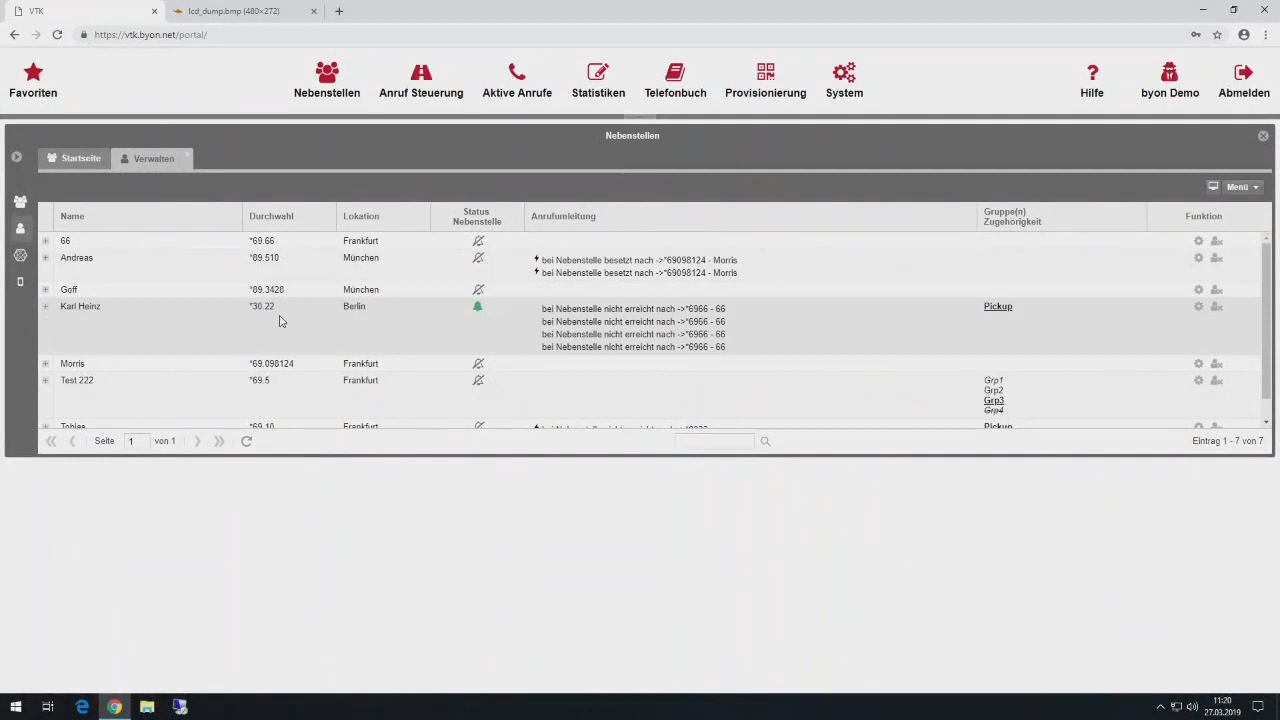 VTK
lcd_dump.bmp (480×272)
https://vtk.byon.net/portal/
Favoriten
Nebenstellen
Anruf Steuerung
Aktive Anrufe
Statistiken
Telefonbuch
Provisionierung
System
Hilfe
byon Demo
Abmelden
Nebenstellen
Startseite
Verwalten
Menü
Name
Durchwahl
Lokation
Status
Nebenstelle
Anrufumleitung
Gruppe(n)
Zugehörigkeit
Funktion
66 *69.66 Frankfurt
Andreas *89.510 München bei Nebenstelle besetzt nach ->*69098124 - Morris
bei Nebenstelle besetzt nach ->*69098124 - Morris
Goff *89.3428 München
Karl Heinz *30.22 Berlin bei Nebenstelle nicht erreicht nach ->*6966 - 66 Pickup
bei Nebenstelle nicht erreicht nach ->*6966 - 66
bei Nebenstelle nicht erreicht nach ->*6966 - 66
bei Nebenstelle nicht erreicht nach ->*6966 - 66
Morris *69.098124 Frankfurt
Test 222 *69.5 Frankfurt Grp1
Grp2
Grp3
Grp4
Tobias *69.10 Frankfurt Pickup
Seite 1 von 1
Eintrag 1 - 7 von 7
11:20
27.03.2019